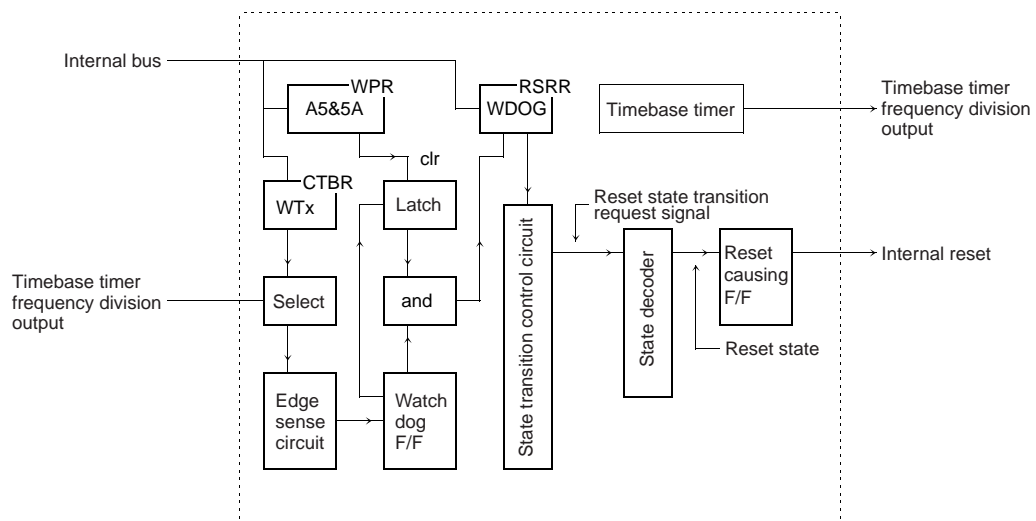 Internal bus
WPR
A5&5A
RSRR
WDOG
Timebase timer
Timebase timer
frequency division
output
clr
CTBR
WTx
Latch
Reset state transition
request signal
State transition control circuit
State decoder
Reset
causing
F/F
Internal reset
Timebase timer
frequency division
output
Select
and
Reset state
Edge
sense
circuit
Watch
dog
F/F